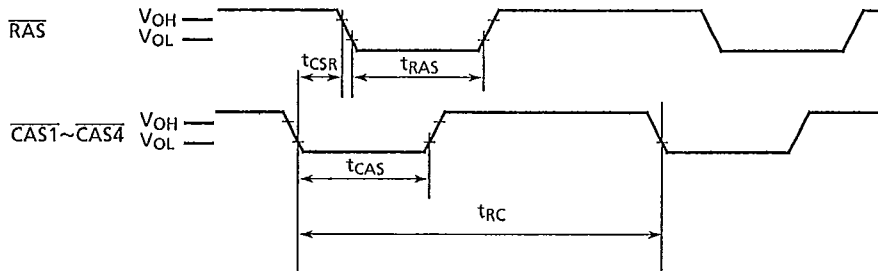 RAS VOH
VOL
tCSR tRAS
CAS1~CAS4 VOH
VOL
tCAS
tRC